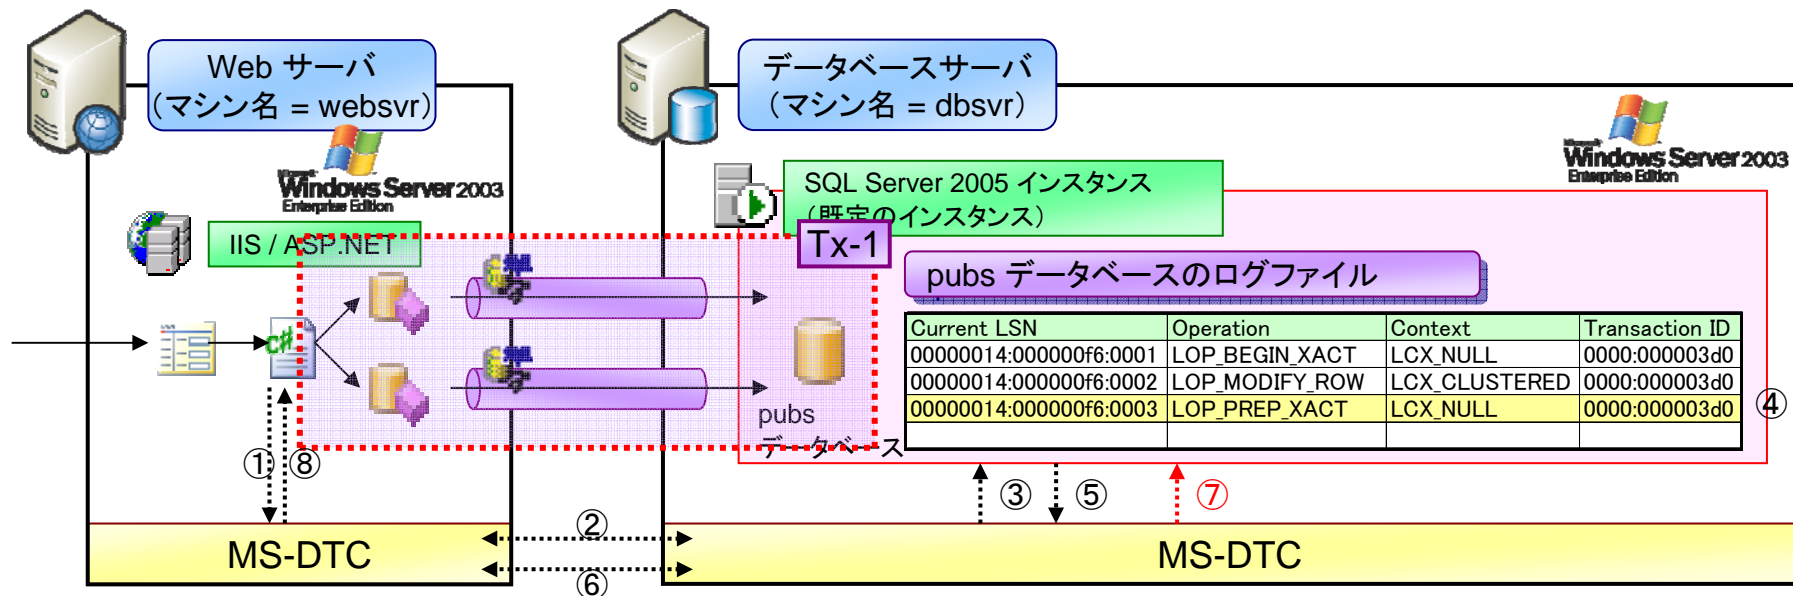 Web サーバ
(マシン名 = websvr)
Windows Server 2003
Enterprise Edition
IIS / ASP.NET
C#
①
⑧
MS-DTC
②
⑥
データベースサーバ
(マシン名 = dbsvr)
Windows Server 2003
Enterprise Edition
SQL Server 2005 インスタンス
(既定のインスタンス)
Tx-1
pubs データベースのログファイル
Current LSN Operation Context Transaction ID
00000014:000000f6:0001 LOP_BEGIN_XACT LCX_NULL 0000:000003d0
00000014:000000f6:0002 LOP_MODIFY_ROW LCX_CLUSTERED 0000:000003d0
00000014:000000f6:0003 LOP_PREP_XACT LCX_NULL 0000:000003d0
④
pubs
データベース
③
⑤
⑦
MS-DTC